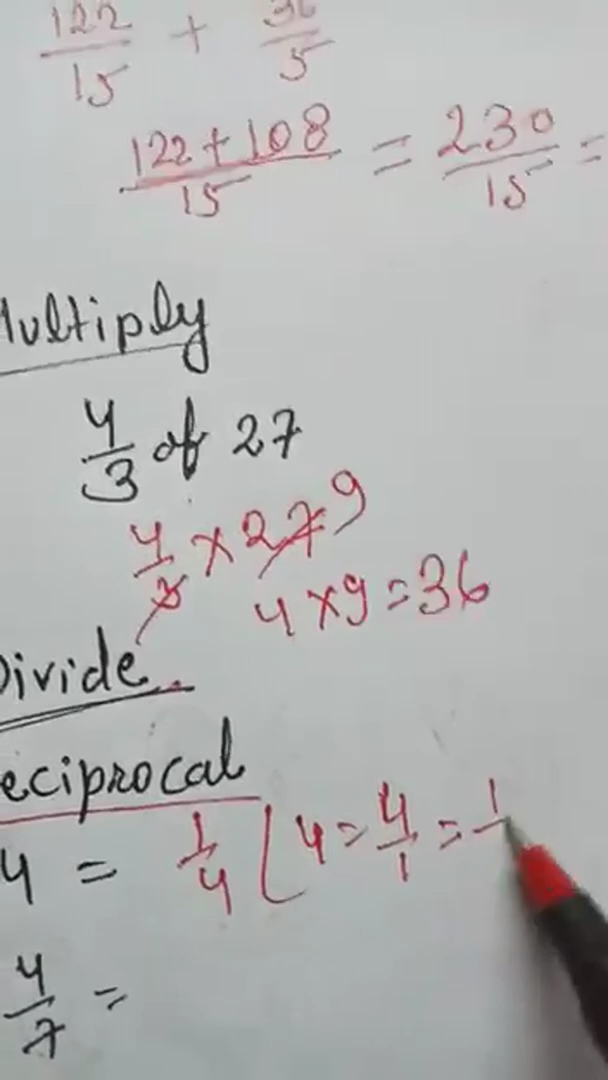 122/15 + 36/5
122+108/15 = 230/15 =
Multiply
4/3 of 27
4/3 × 27 9
4×9=36
Divide
eciprocal
4 = 1/4 ( 4 = 4/1 = 1
4/7 =